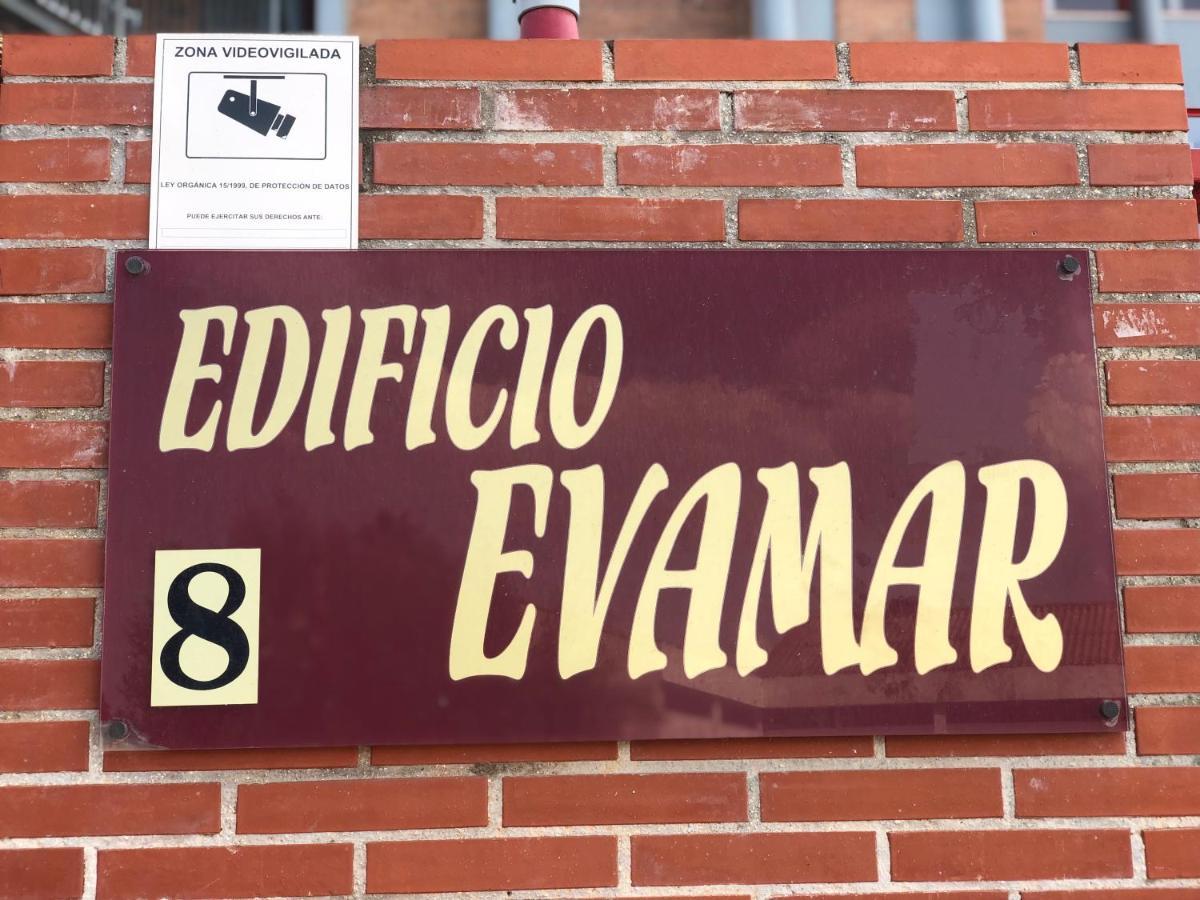 ZONA VIDEOVIGILADA
LEY ORGÁNICA 15/1999, DE PROTECCIÓN DE DATOS
PUEDE EJERCITAR SUS DERECHOS ANTE:
EDIFICIO
EVAMAR
8